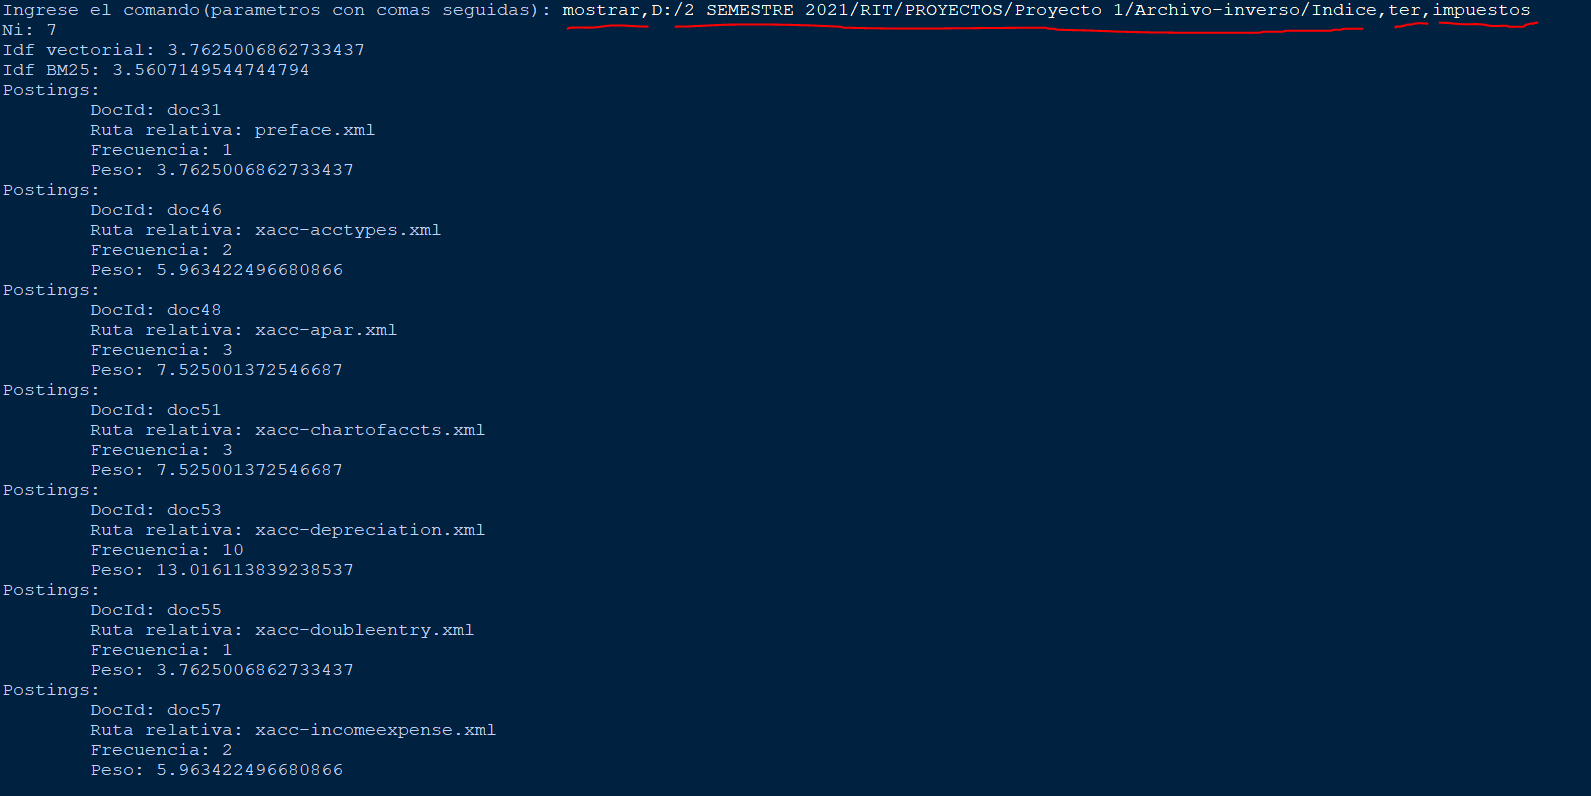 Ingrese el comando(parametros con comas seguidas): mostrar,D:/2 SEMESTRE 2021/RIT/PROYECTOS/Proyecto 1/Archivo-inverso/Indice,ter,impuestos
Ni: 7
Idf vectorial: 3.7625006862733437
Idf BM25: 3.5607149544744794
Postings:
DocId: doc31
Ruta relativa: preface.xml
Frecuencia: 1
Peso: 3.7625006862733437
Postings:
DocId: doc46
Ruta relativa: xacc-acctypes.xml
Frecuencia: 2
Peso: 5.963422496680866
Postings:
DocId: doc48
Ruta relativa: xacc-apar.xml
Frecuencia: 3
Peso: 7.525001372546687
Postings:
DocId: doc51
Ruta relativa: xacc-chartofaccts.xml
Frecuencia: 3
Peso: 7.525001372546687
Postings:
DocId: doc53
Ruta relativa: xacc-depreciation.xml
Frecuencia: 10
Peso: 13.016113839238537
Postings:
DocId: doc55
Ruta relativa: xacc-doubleentry.xml
Frecuencia: 1
Peso: 3.7625006862733437
Postings:
DocId: doc57
Ruta relativa: xacc-incomeexpense.xml
Frecuencia: 2
Peso: 5.963422496680866